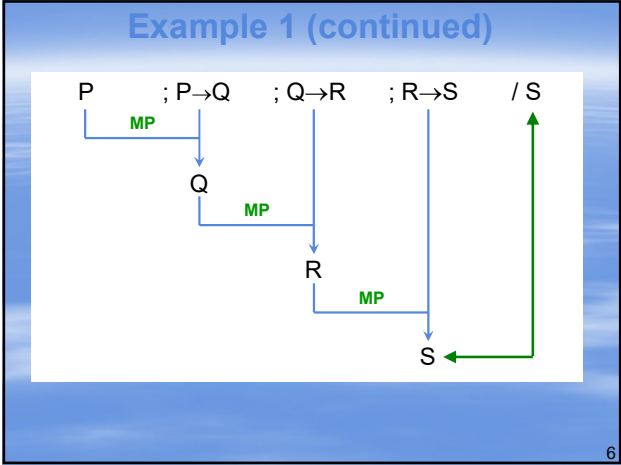 Example 1 (continued)
P ; P→Q ; Q→R ; R→S / S
MP
Q
MP
R
MP
S
6